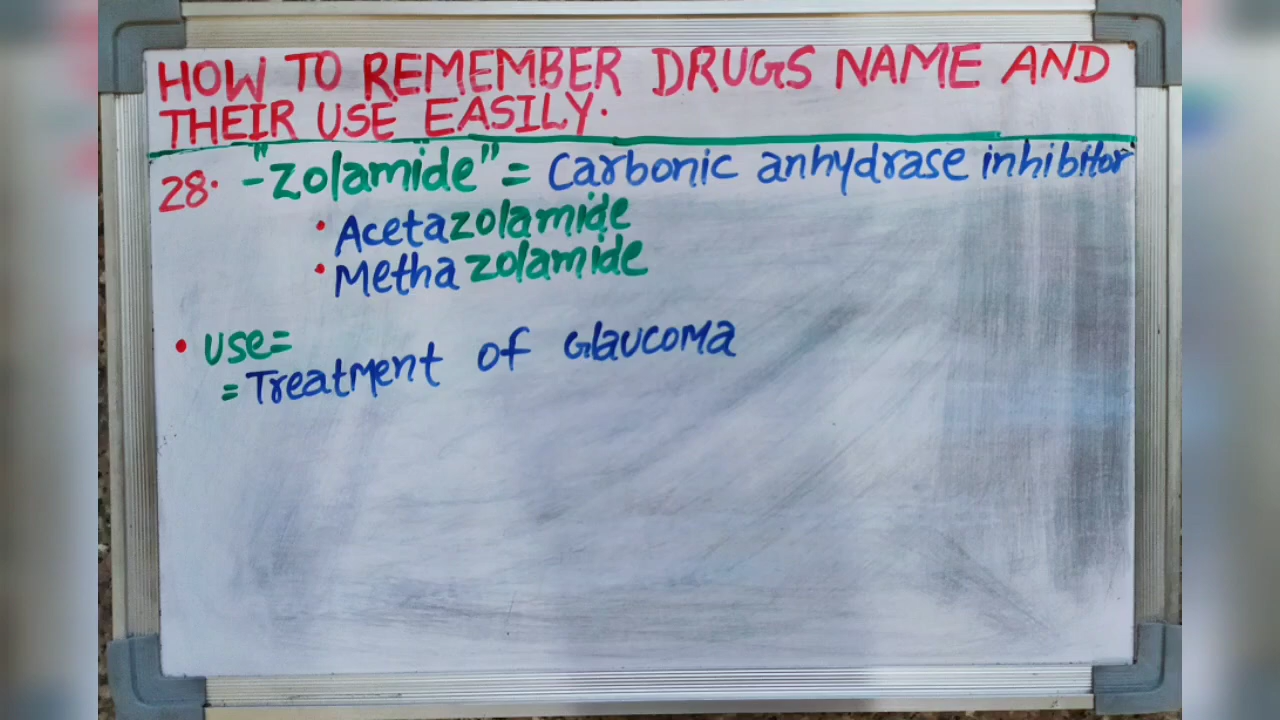 HOW TO REMEMBER DRUGS NAME AND
THEIR USE EASILY.
28. -"Zolamide" = Carbonic anhydrase inhibitor
• Acetazolamide
• Methazolamide
• Use=
= Treatment of Glaucoma